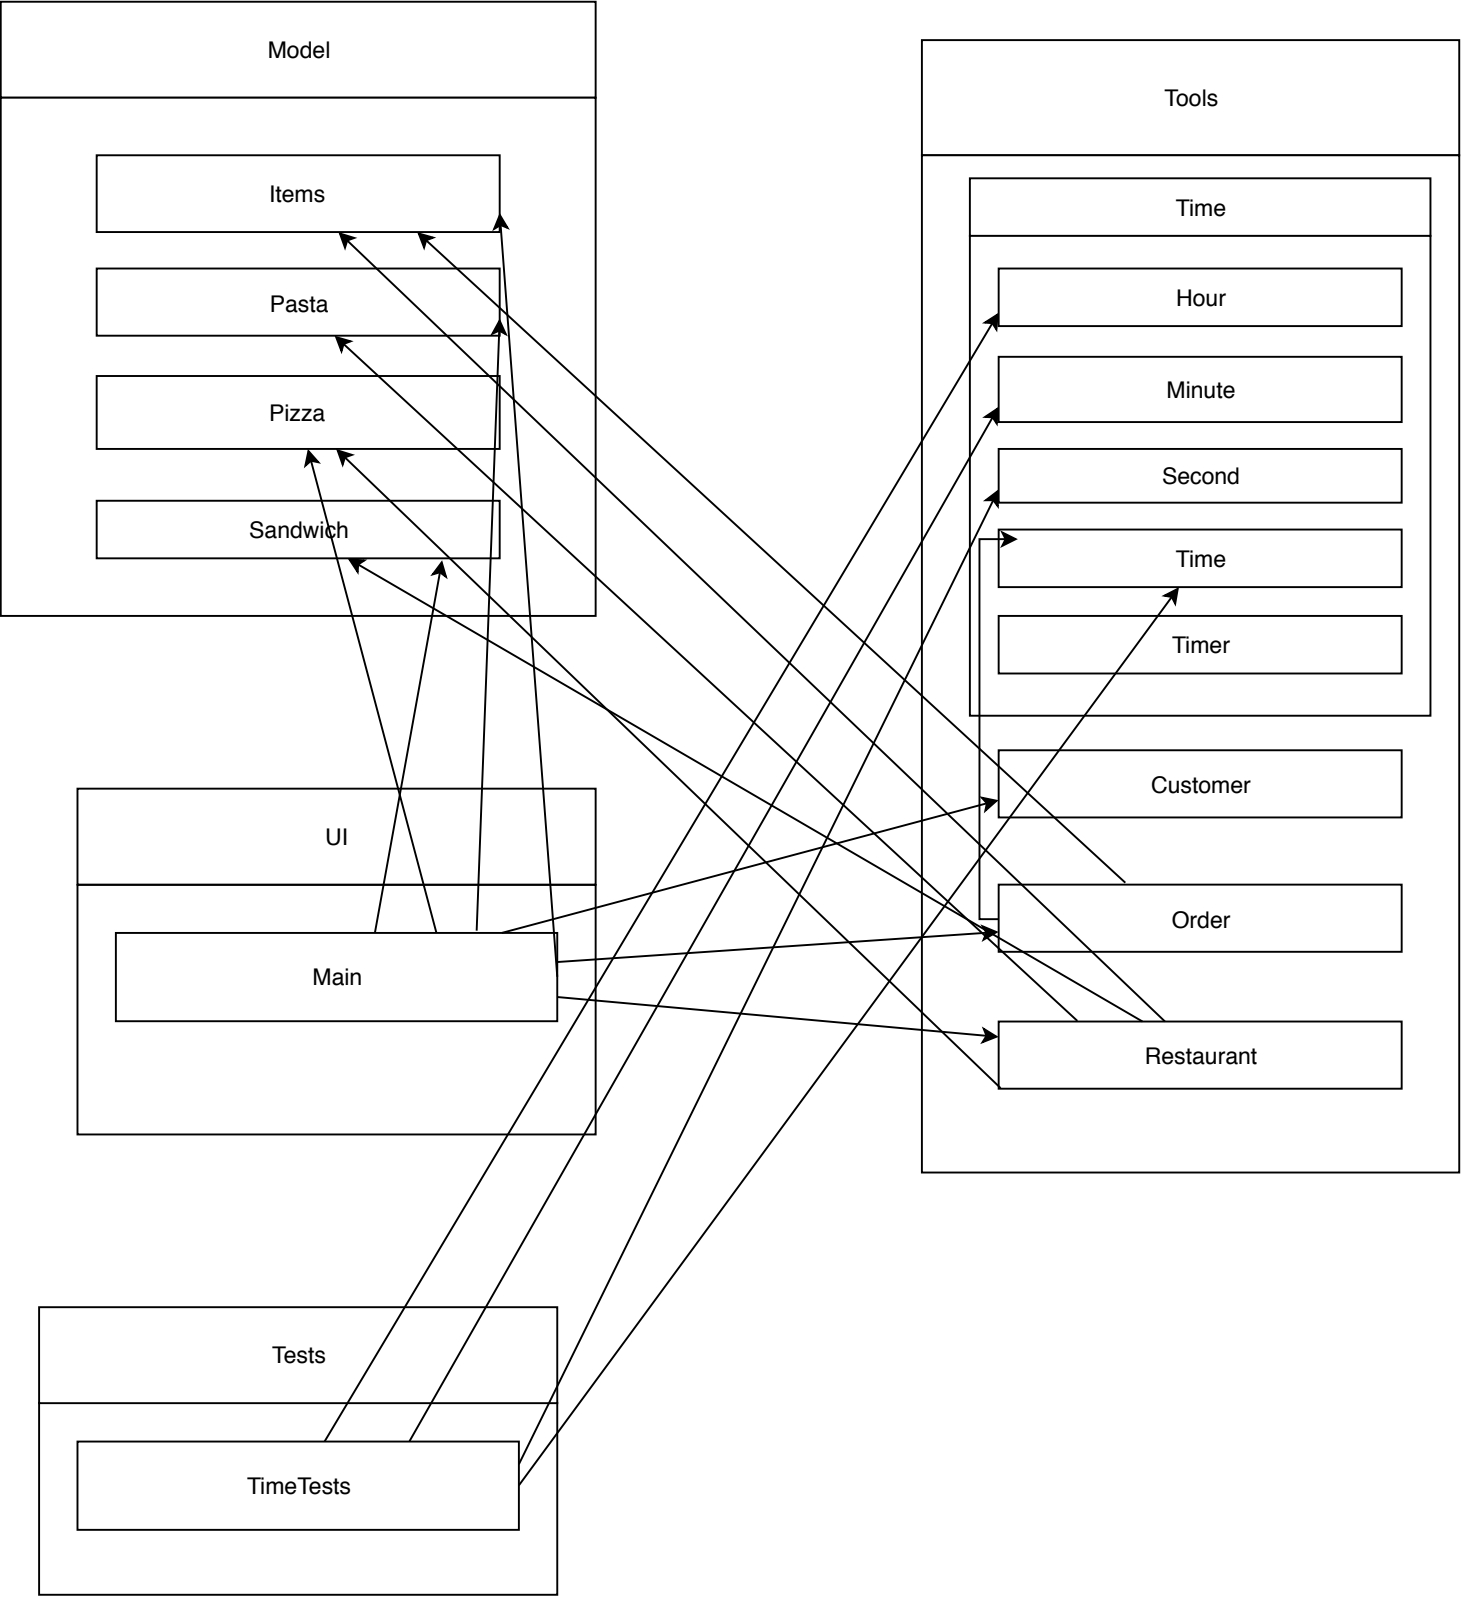 Model
Items
Pasta
Pizza
Sandwich
Tools
Time
Hour
Minute
Second
Time
Timer
Customer
Order
Restaurant
UI
Main
Tests
TimeTests